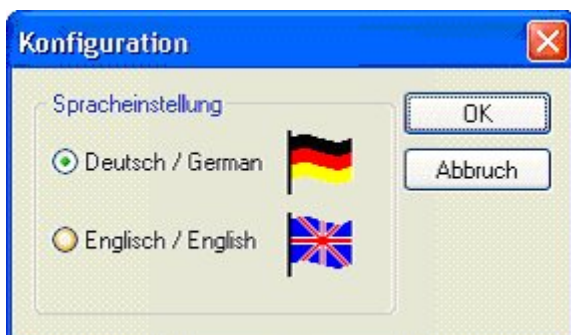 Konfiguration
Spracheinstellung
OK
Deutsch / German
Abbruch
Englisch / English